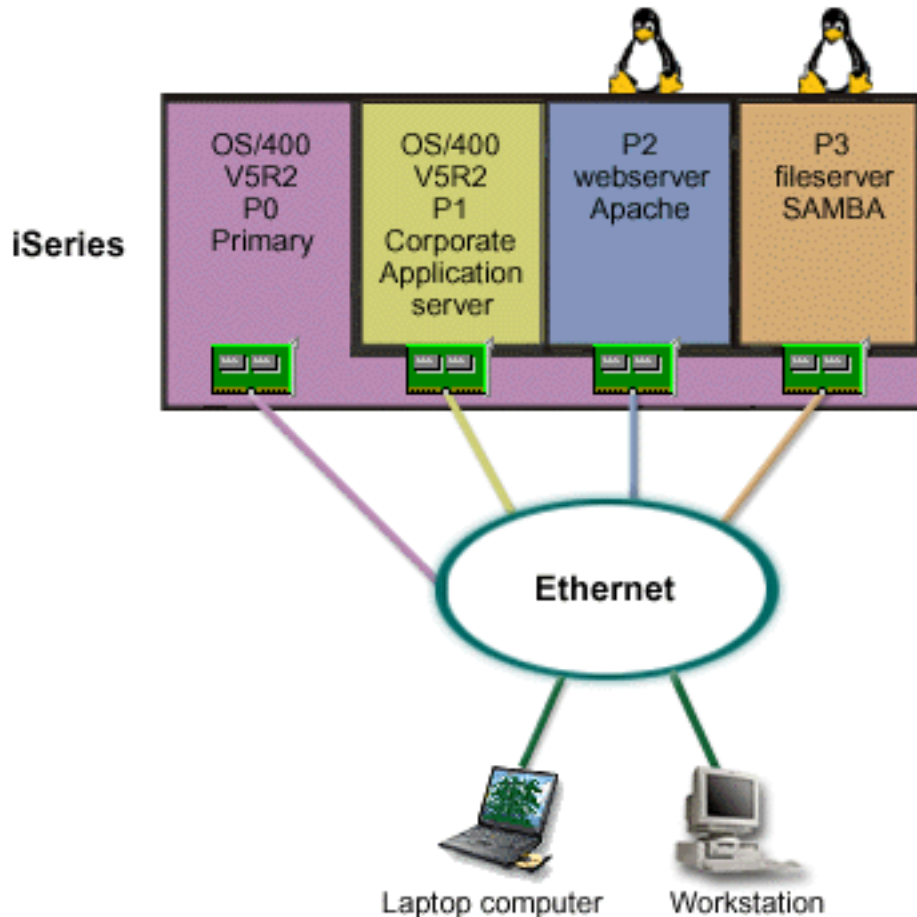 iSeries
OS/400
V5R2
P0
Primary
OS/400
V5R2
P1
Corporate
Application
server
P2
webserver
Apache
P3
fileserver
SAMBA
Ethernet
Laptop computer
Workstation